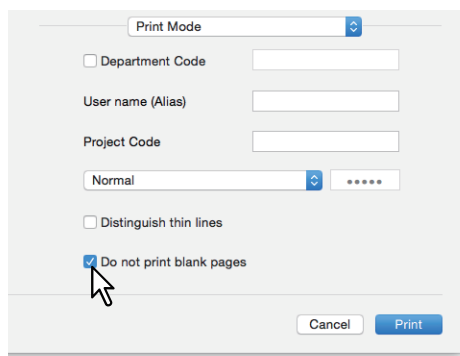 Print Mode
Department Code
User name (Alias)
Project Code
Normal
•••••
Distinguish thin lines
Do not print blank pages
Cancel Print